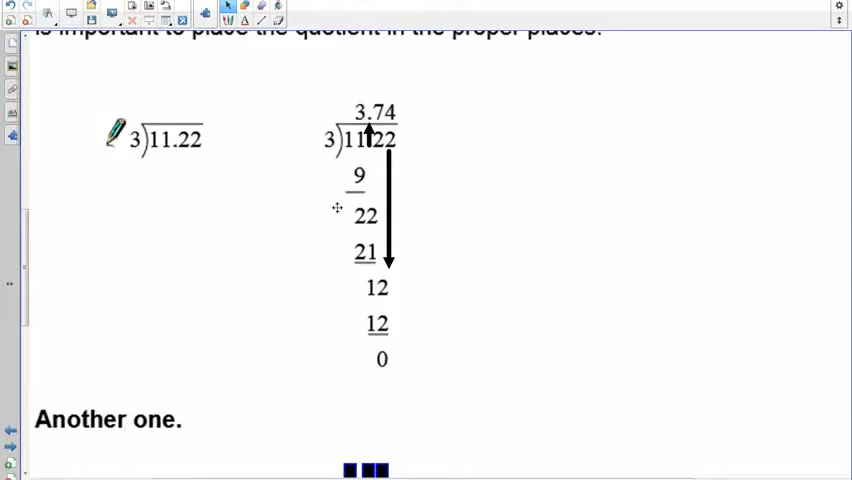 is important to place the quotient in the proper places.
3.74
3)11.22 3)11 22
9
22
21
12
12
0
Another one.